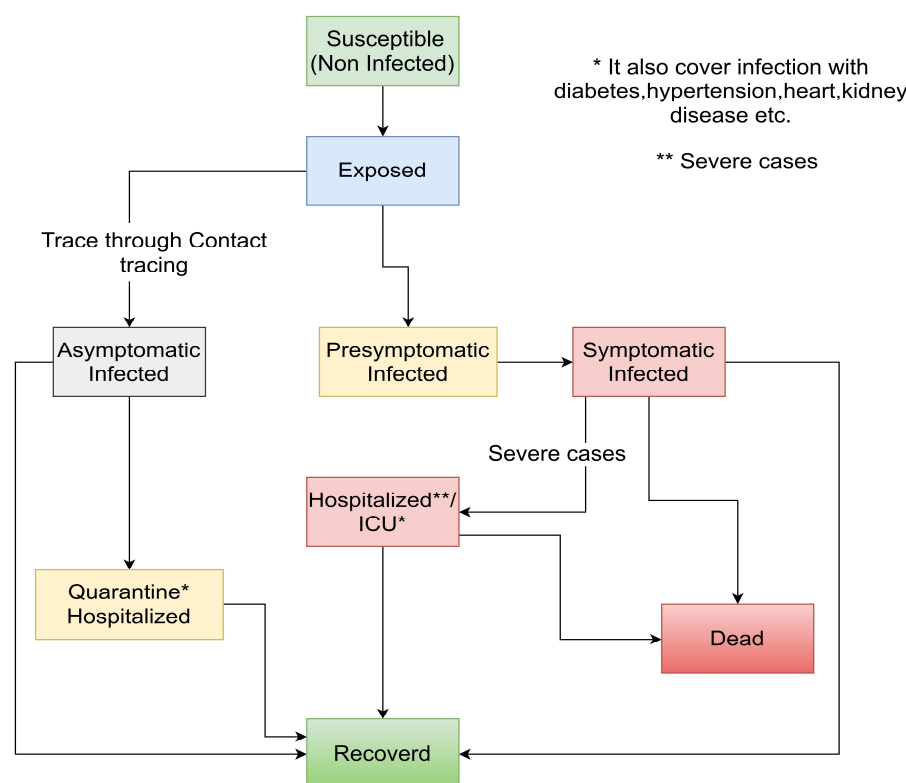 Susceptible
(Non Infected)
* It also cover infection with
diabetes,hypertension,heart,kidney
disease etc.
** Severe cases
Exposed
Trace through Contact
tracing
Asymptomatic
Infected
Presymptomatic
Infected
Symptomatic
Infected
Severe cases
Hospitalized**/
ICU*
Quarantine*
Hospitalized
Dead
Recoverd